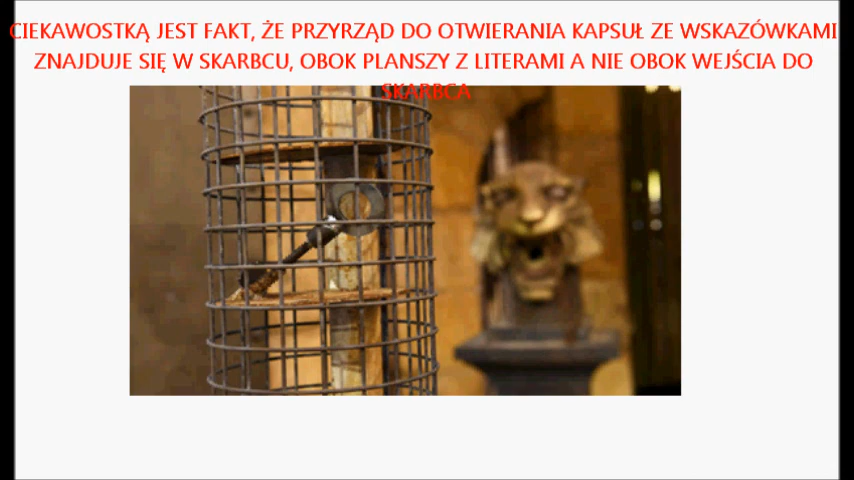 CIEKAWOSTKĄ JEST FAKT, ŻE PRZYRZĄD DO OTWIERANIA KAPSUŁ ZE WSKAZÓWKAMI
ZNAJDUJE SIĘ W SKARBCU, OBOK PLANSZY Z LITERAMI A NIE OBOK WEJŚCIA DO
SKARBCA